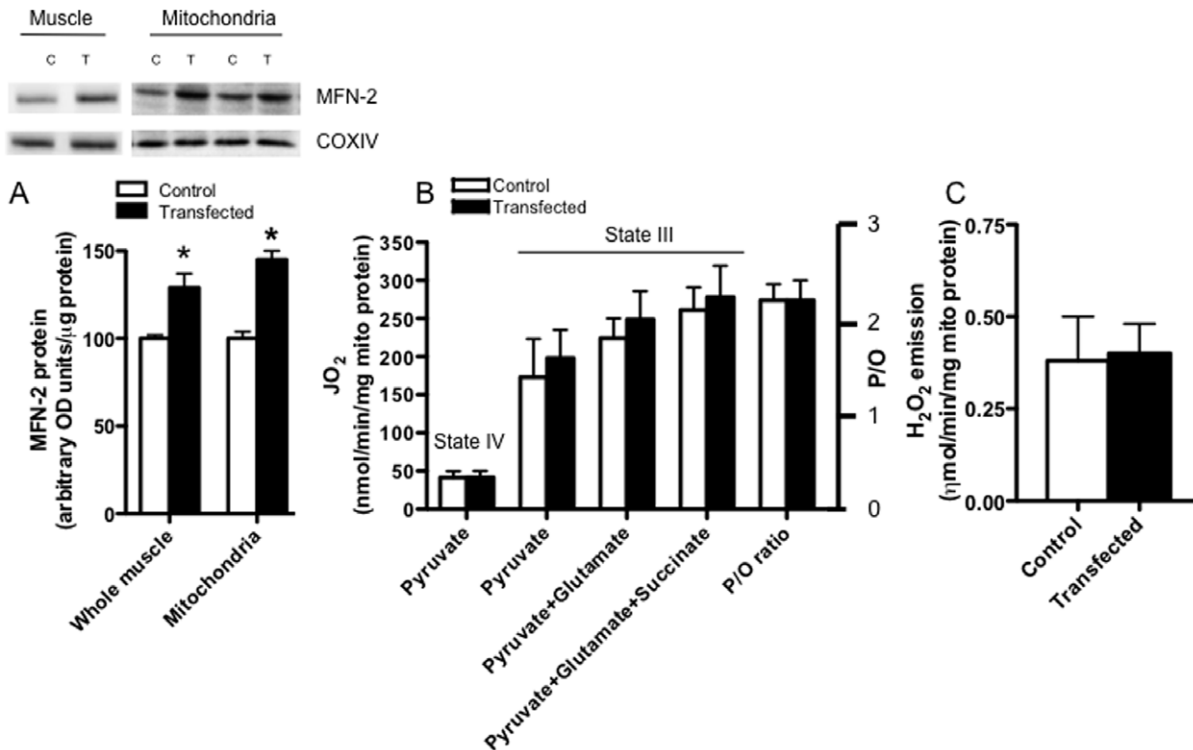 Muscle Mitochondria
C T C T C T
MFN-2
COXIV
A
Control
Transfected
MFN-2 protein
(arbitrary OD units/µg protein)
150
100
50
0
*
*
Whole muscle
Mitochondria
B
Control
Transfected
JO₂
(nmol/min/mg mito protein)
350
300
250
200
150
100
50
0
State IV
State III
P/O
3
2
1
0
Pyruvate
Pyruvate
Pyruvate+Glutamate
Pyruvate+Glutamate+Succinate
P/O ratio
C
H₂O₂ emission
(ηmol/min/mg mito protein)
0.75
0.50
0.25
0.00
Control
Transfected